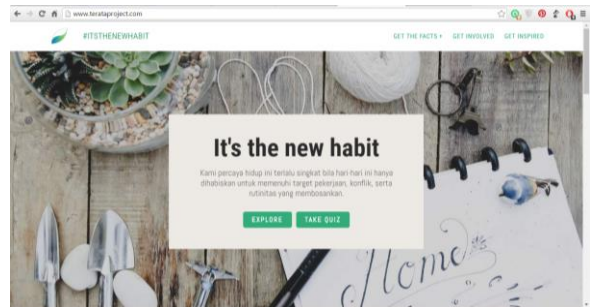 www.terataproject.com
#ITSTHENEWHABIT
GET THE FACTS
GET INVOLVED
GET INSPIRED
It's the new habit
Kami percaya hidup ini terlalu singkat bila hari-hari ini hanya
dihabiskan untuk memenuhi target pekerjaan, konflik, serta
rutinitas yang membosankan.
EXPLORE
TAKE QUIZ
Home